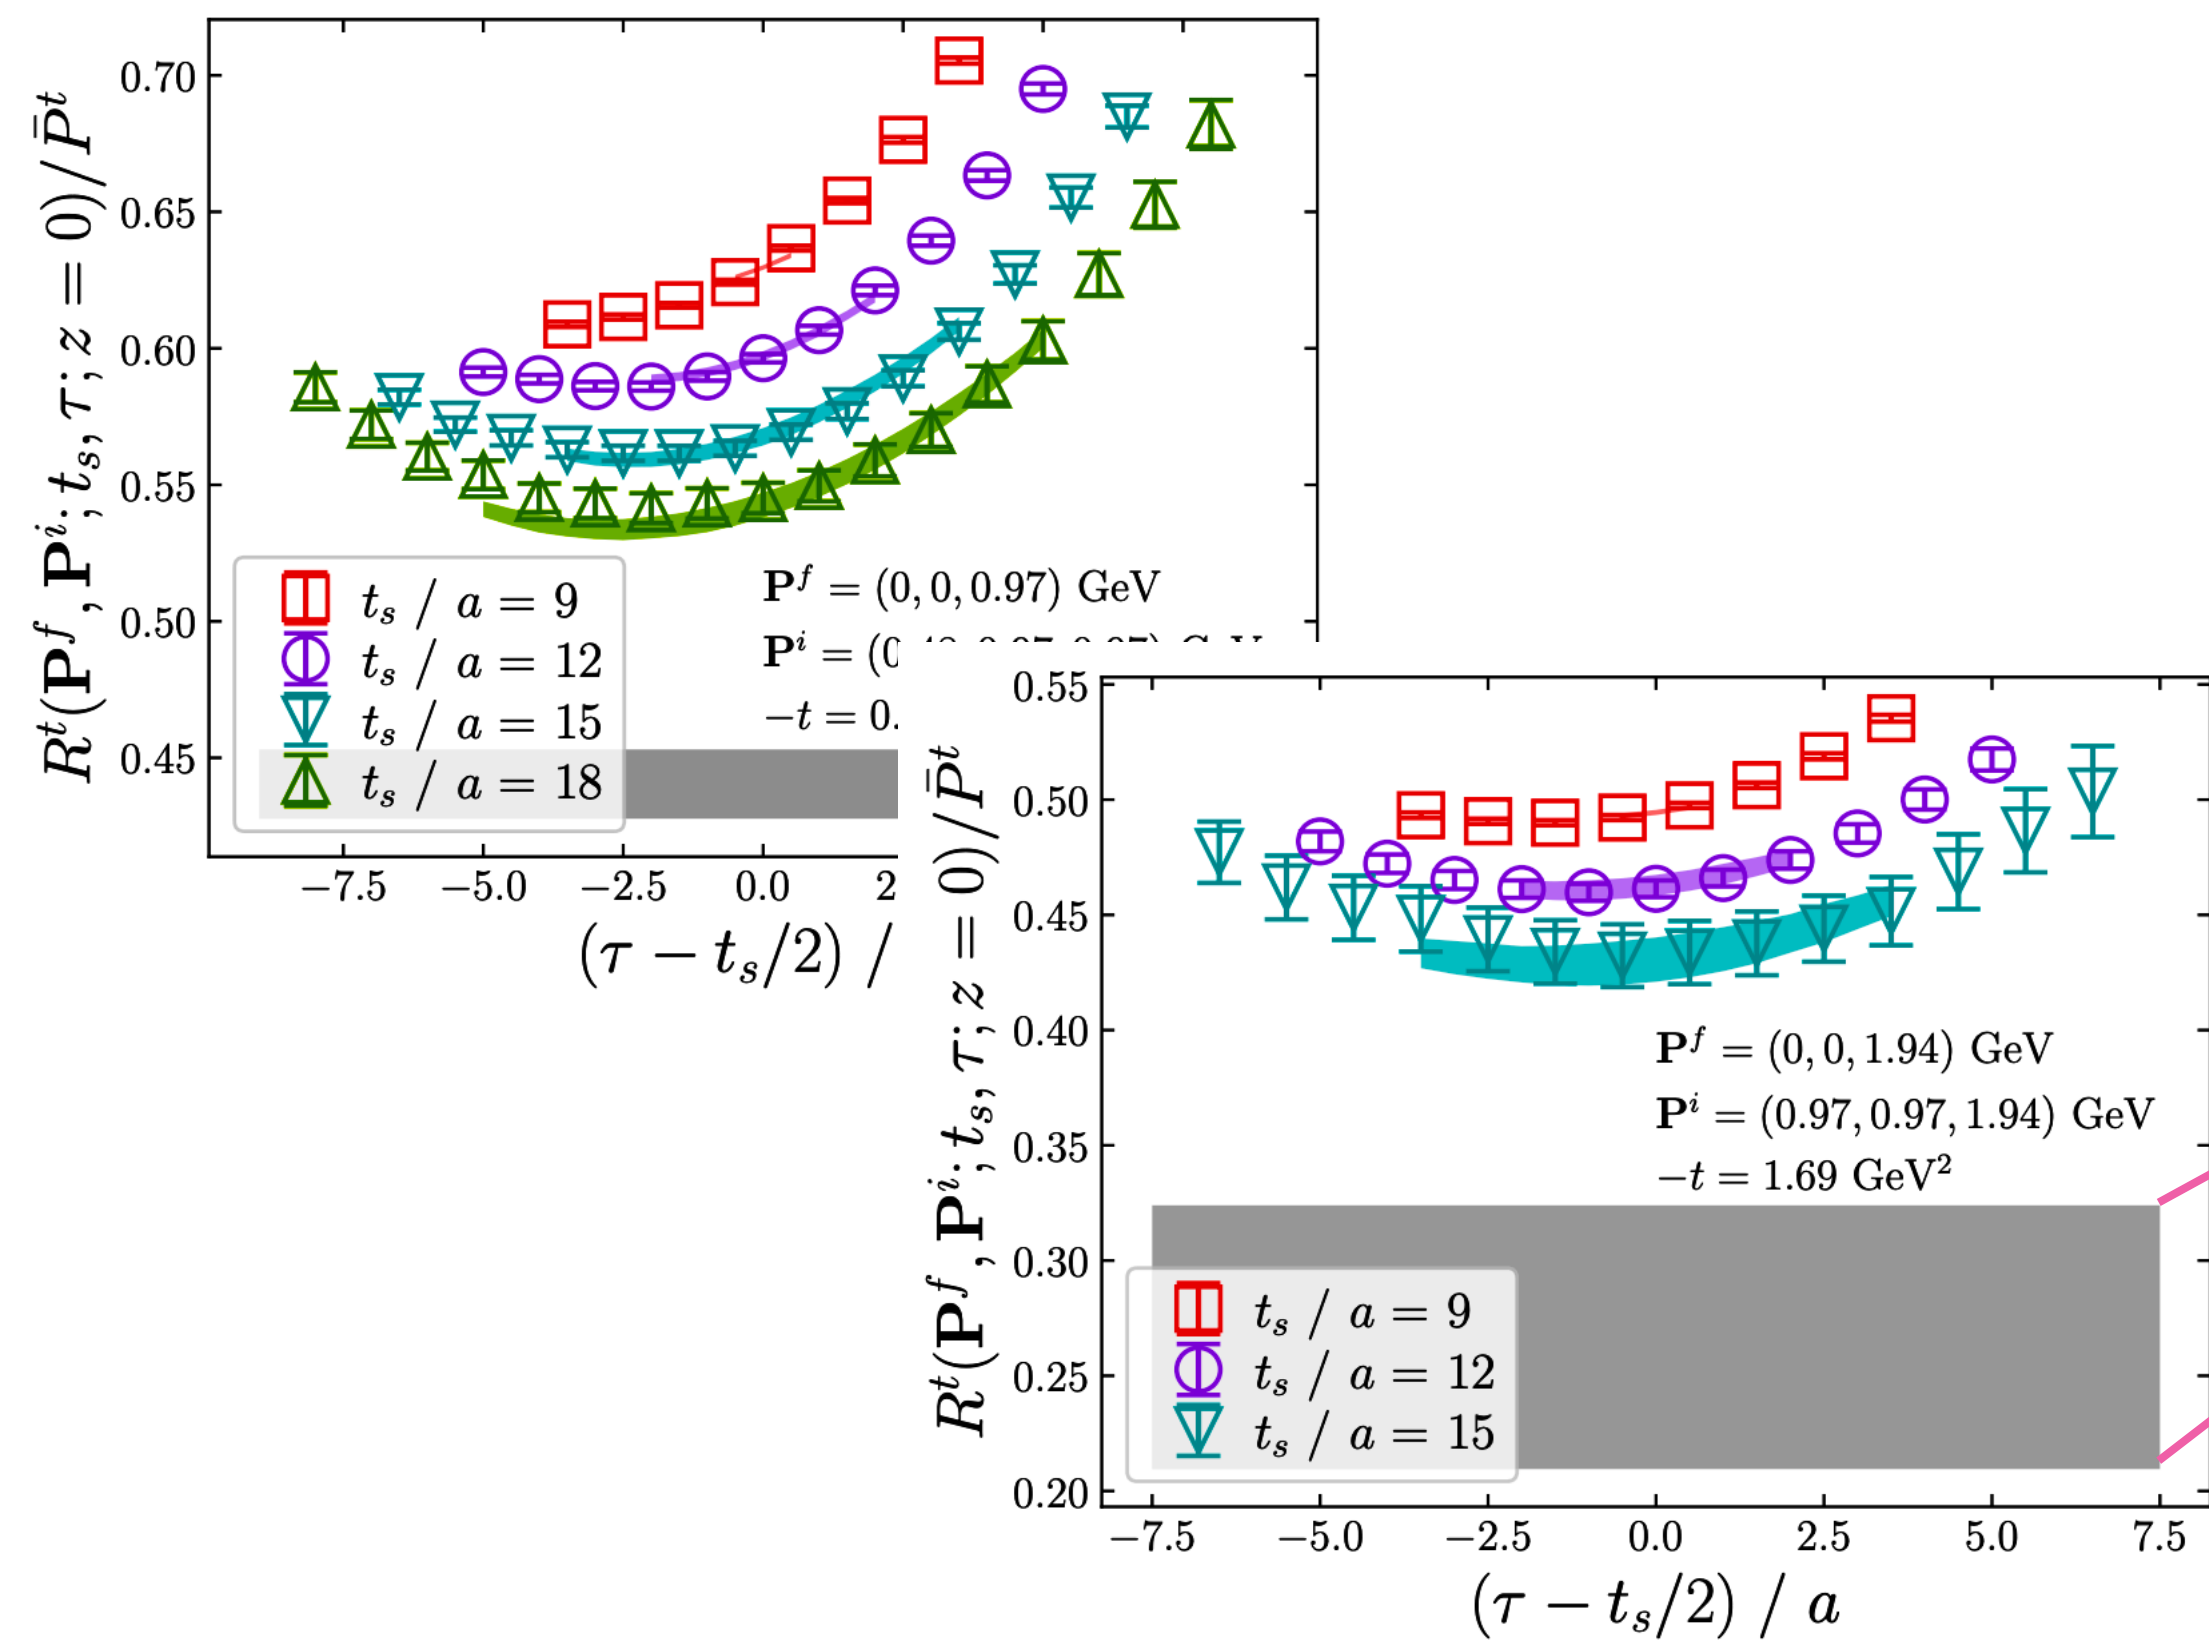 R^t(P^f, P^i; t_s, τ; z = 0)/P̄^t
0.70
0.65
0.60
0.55
0.50
0.45
t_s / a = 9
t_s / a = 12
t_s / a = 15
t_s / a = 18
P^f = (0, 0, 0.97) GeV
P^i = (0
−t = 0.
−7.5 −5.0 −2.5 0.0 2
(τ − t_s/2) /
R^t(P^f, P^i; t_s, τ; z = 0)/P̄^t
0.55
0.50
0.45
0.40
0.35
0.30
0.25
0.20
P^f = (0, 0, 1.94) GeV
P^i = (0.97, 0.97, 1.94) GeV
−t = 1.69 GeV²
t_s / a = 9
t_s / a = 12
t_s / a = 15
−7.5 −5.0 −2.5 0.0 2.5 5.0 7.5
(τ − t_s/2) / a